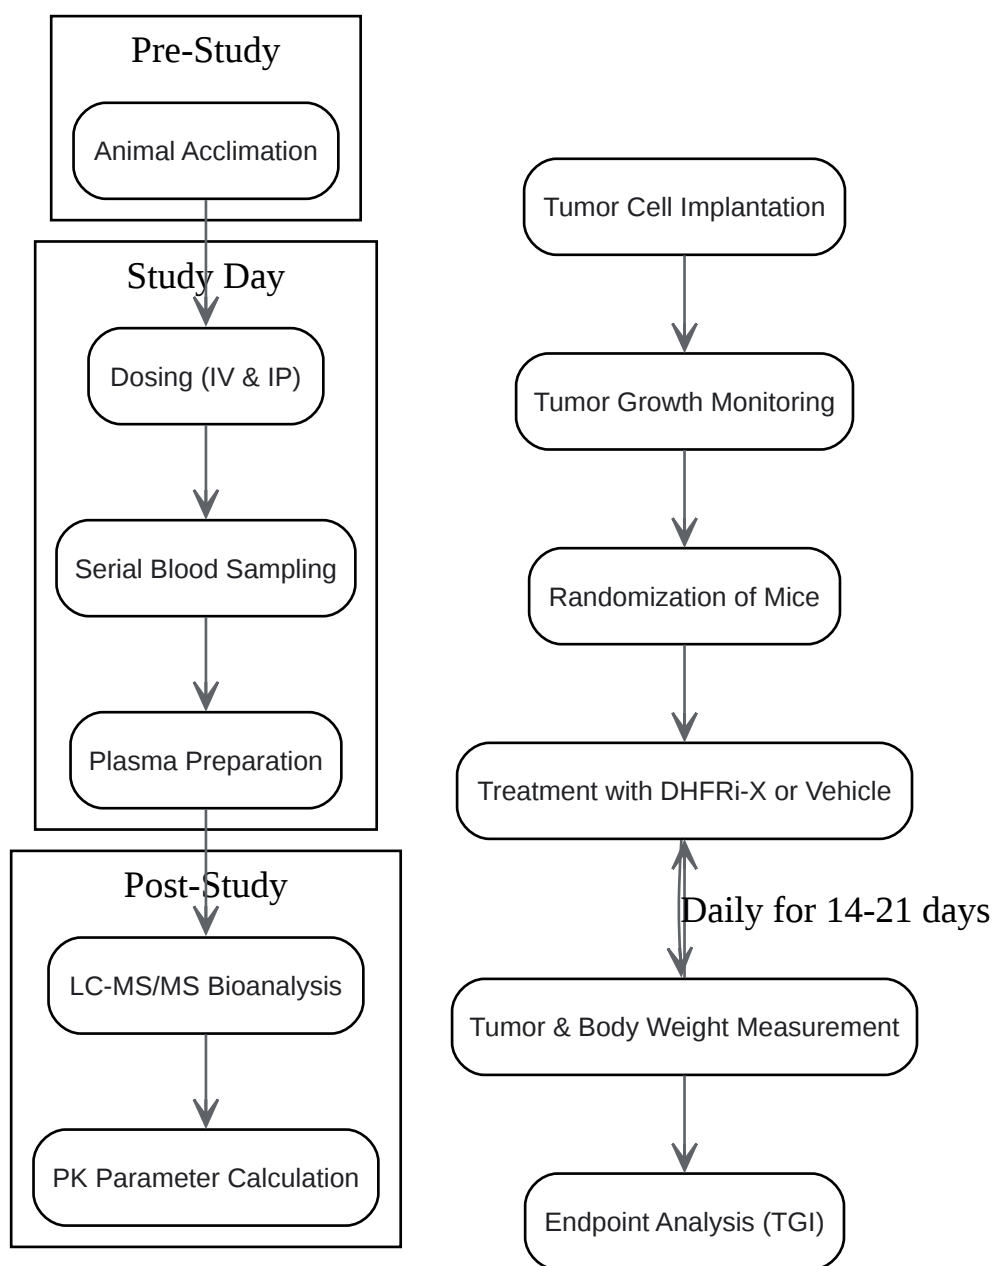 Pre-Study
Animal Acclimation
Study Day
Dosing (IV & IP)
Serial Blood Sampling
Plasma Preparation
Post-Study
LC-MS/MS Bioanalysis
PK Parameter Calculation
Tumor Cell Implantation
Tumor Growth Monitoring
Randomization of Mice
Treatment with DHFRi-X or Vehicle
Daily for 14-21 days
Tumor & Body Weight Measurement
Endpoint Analysis (TGI)